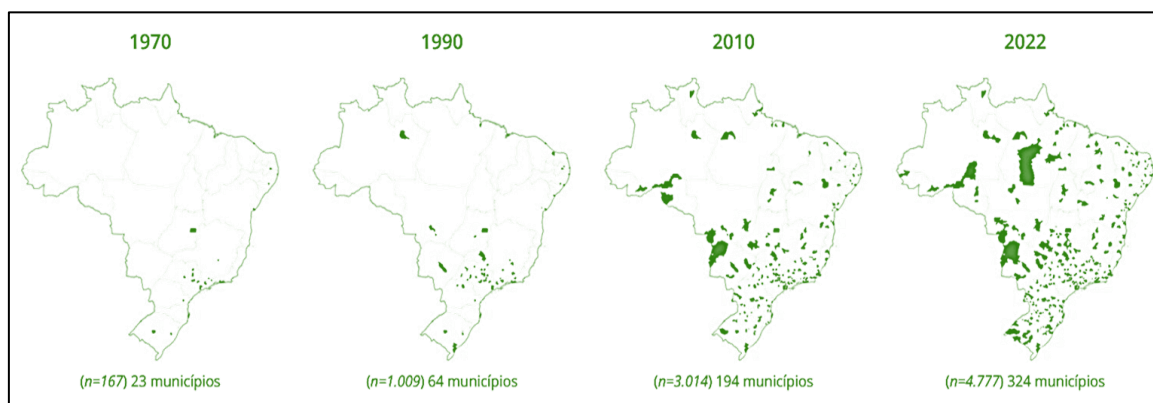 1970 1990 2010 2022
(n=167) 23 municípios (n=1.009) 64 municípios (n=3.014) 194 municípios (n=4.777) 324 municípios